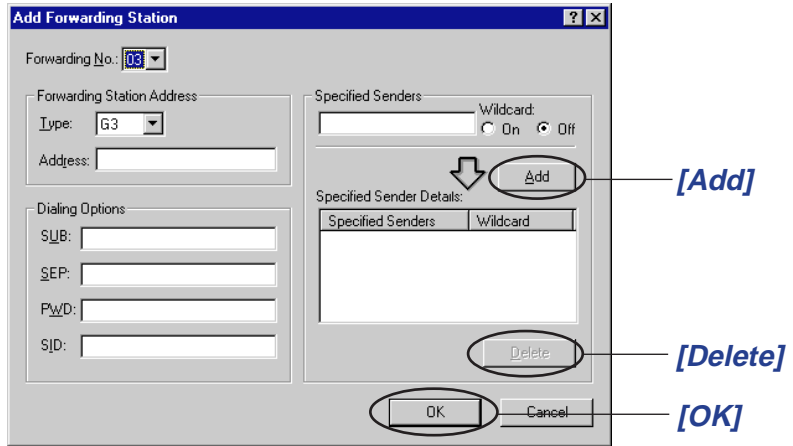 Add Forwarding Station
Forwarding No.: 03
Forwarding Station Address
Type: G3
Address:
Dialing Options
SUB:
SEP:
PWD:
SID:
Specified Senders
Wildcard:
On Off
Add
[Add]
Specified Sender Details:
Specified Senders Wildcard
Delete
[Delete]
OK Cancel
[OK]